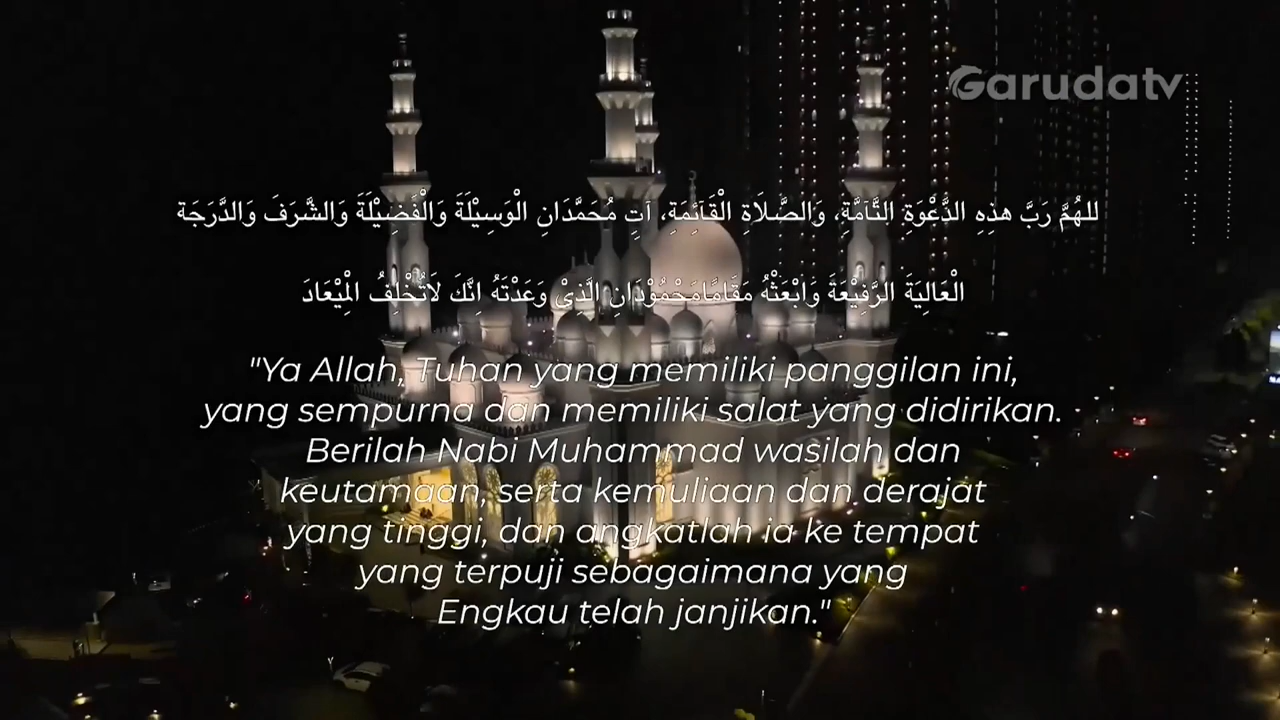 Garudatv
للهُمَّ رَبَّ هذِهِ الدَّعْوَةِ التَّآمَّةِ، وَالصَّلاَةِ الْقَآئِمَةِ، آتِ مُحَمَّدَانِ الْوَسِيْلَةَ وَالْفَضِيْلَةَ وَالشَّرَفَ وَالدَّرَجَةَ
الْعَالِيَةَ الرَّفِيْعَةَ وَابْعَثْهُ مَقَامًامَحْمُوْدَانِ الَّذِيْ وَعَدْتَهُ اِنَّكَ لَاتُخْلِفُ الْمِيْعَادَ
"Ya Allah, Tuhan yang memiliki panggilan ini,
yang sempurna dan memiliki salat yang didirikan.
Berilah Nabi Muhammad wasilah dan
keutamaan, serta kemuliaan dan derajat
yang tinggi, dan angkatlah ia ke tempat
yang terpuji sebagaimana yang
Engkau telah janjikan."